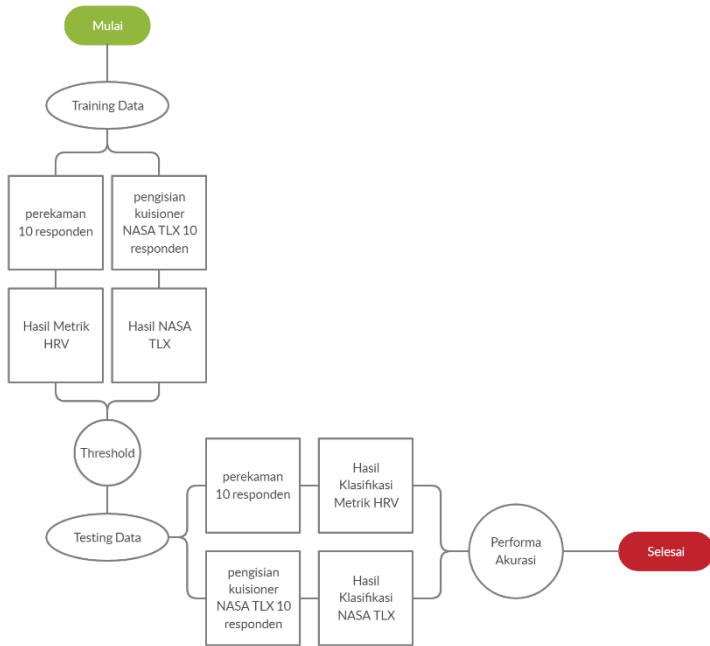 Mulai
Training Data
perekaman
10 responden
pengisian
kuisioner
NASA TLX 10
responden
Hasil Metrik
HRV
Hasil NASA
TLX
Threshold
Testing Data
perekaman
10 responden
Hasil
Klasifikasi
Metrik HRV
pengisian
kuisioner
NASA TLX 10
responden
Hasil
Klasifikasi
NASA TLX
Performa
Akurasi
Selesai